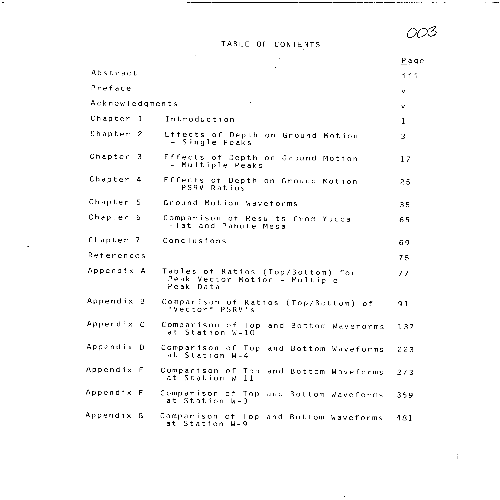 003
TABLE OF CONTENTS
Page
Abstract iii
Preface v
Acknowledgments v
Chapter 1 Introduction 1
Chapter 2 Effects of Depth on Ground Motion
- Single Peaks 3
Chapter 3 Effects of Depth on Ground Motion 17
- Multiple Peaks
Chapter 4 Effects of Depth on Ground Motion 26
- PSRV Ratios
Chapter 5 Ground Motion Waveforms 35
Chapter 6 Comparison of Results from Yucca 65
Flat and Pahute Mesa
Chapter 7 Conclusions 69
References 75
Appendix A Tables of Ratios (Top/Bottom) for 77
Peak Vector Motion - Multiple
Peak Data
Appendix B Comparison of Ratios (Top/Bottom) of 91
"Vector" PSRV's
Appendix C Comparison of Top and Bottom Waveforms 137
at Station W-10
Appendix D Comparison of Top and Bottom Waveforms 223
at Station W-4
Appendix E Comparison of Top and Bottom Waveforms 273
at Station W-11
Appendix F Comparison of Top and Bottom Waveforms
at Station W-3
Appendix G Comparison of Top and Bottom Waveforms
at Station W-9